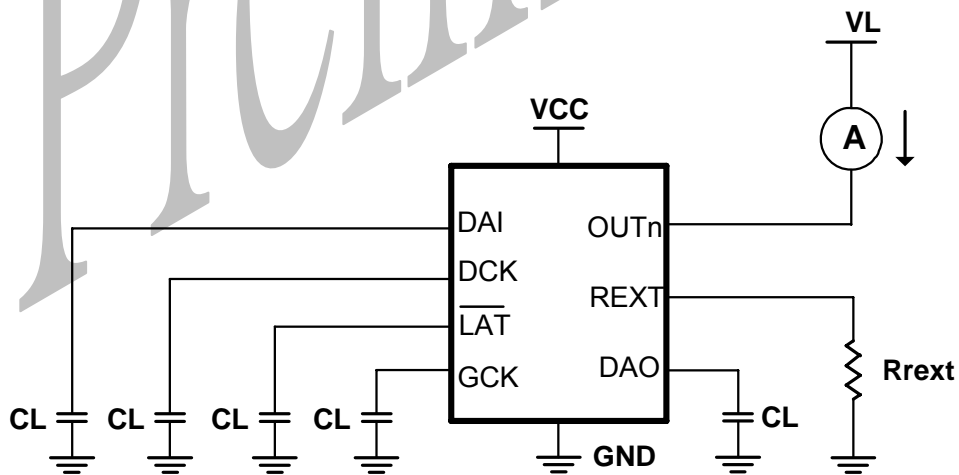 VL
VCC
A
DAI
OUTn
DCK
REXT
LAT
GCK
DAO
Rrext
CL
CL
CL
CL
CL
GND